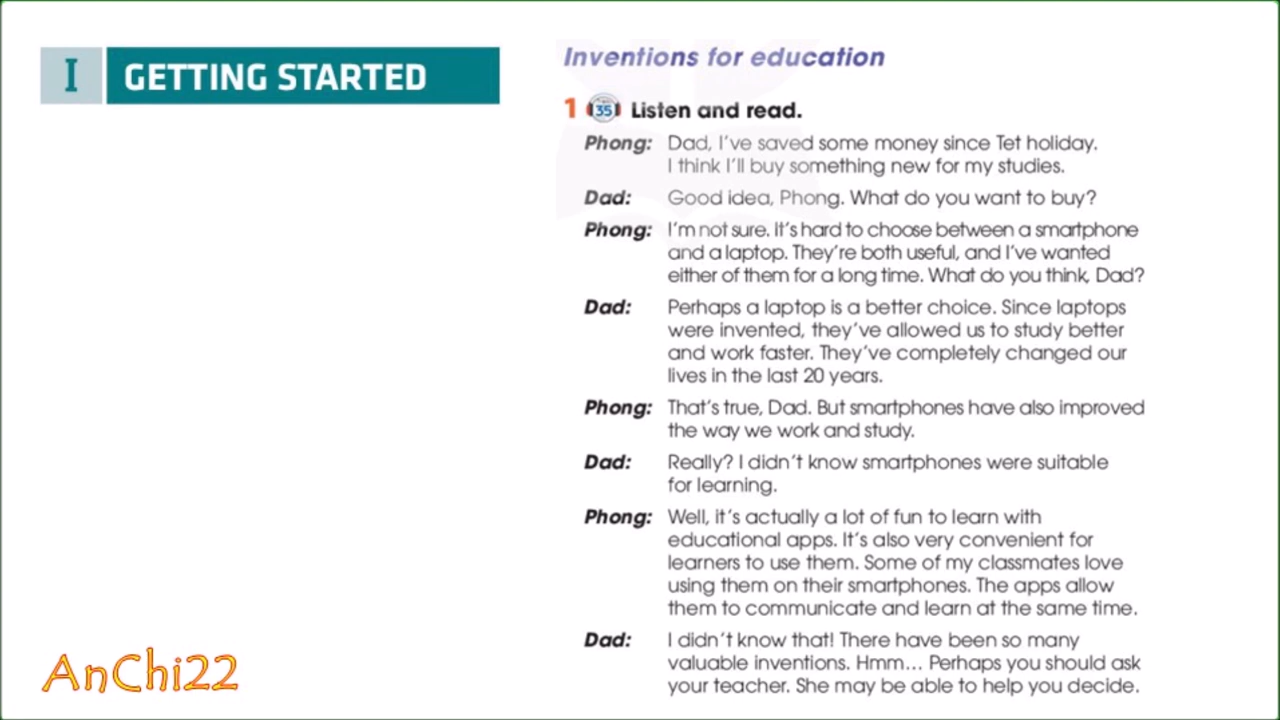 I GETTING STARTED
Inventions for education
1 35 Listen and read.
Phong: Dad, I've saved some money since Tet holiday.
I think I'll buy something new for my studies.
Dad: Good idea, Phong. What do you want to buy?
Phong: I'm not sure. It's hard to choose between a smartphone
and a laptop. They're both useful, and I've wanted
either of them for a long time. What do you think, Dad?
Dad: Perhaps a laptop is a better choice. Since laptops
were invented, they've allowed us to study better
and work faster. They've completely changed our
lives in the last 20 years.
Phong: That's true, Dad. But smartphones have also improved
the way we work and study.
Dad: Really? I didn't know smartphones were suitable
for learning.
Phong: Well, it's actually a lot of fun to learn with
educational apps. It's also very convenient for
learners to use them. Some of my classmates love
using them on their smartphones. The apps allow
them to communicate and learn at the same time.
Dad: I didn't know that! There have been so many
valuable inventions. Hmm... Perhaps you should ask
your teacher. She may be able to help you decide.
AnChi22